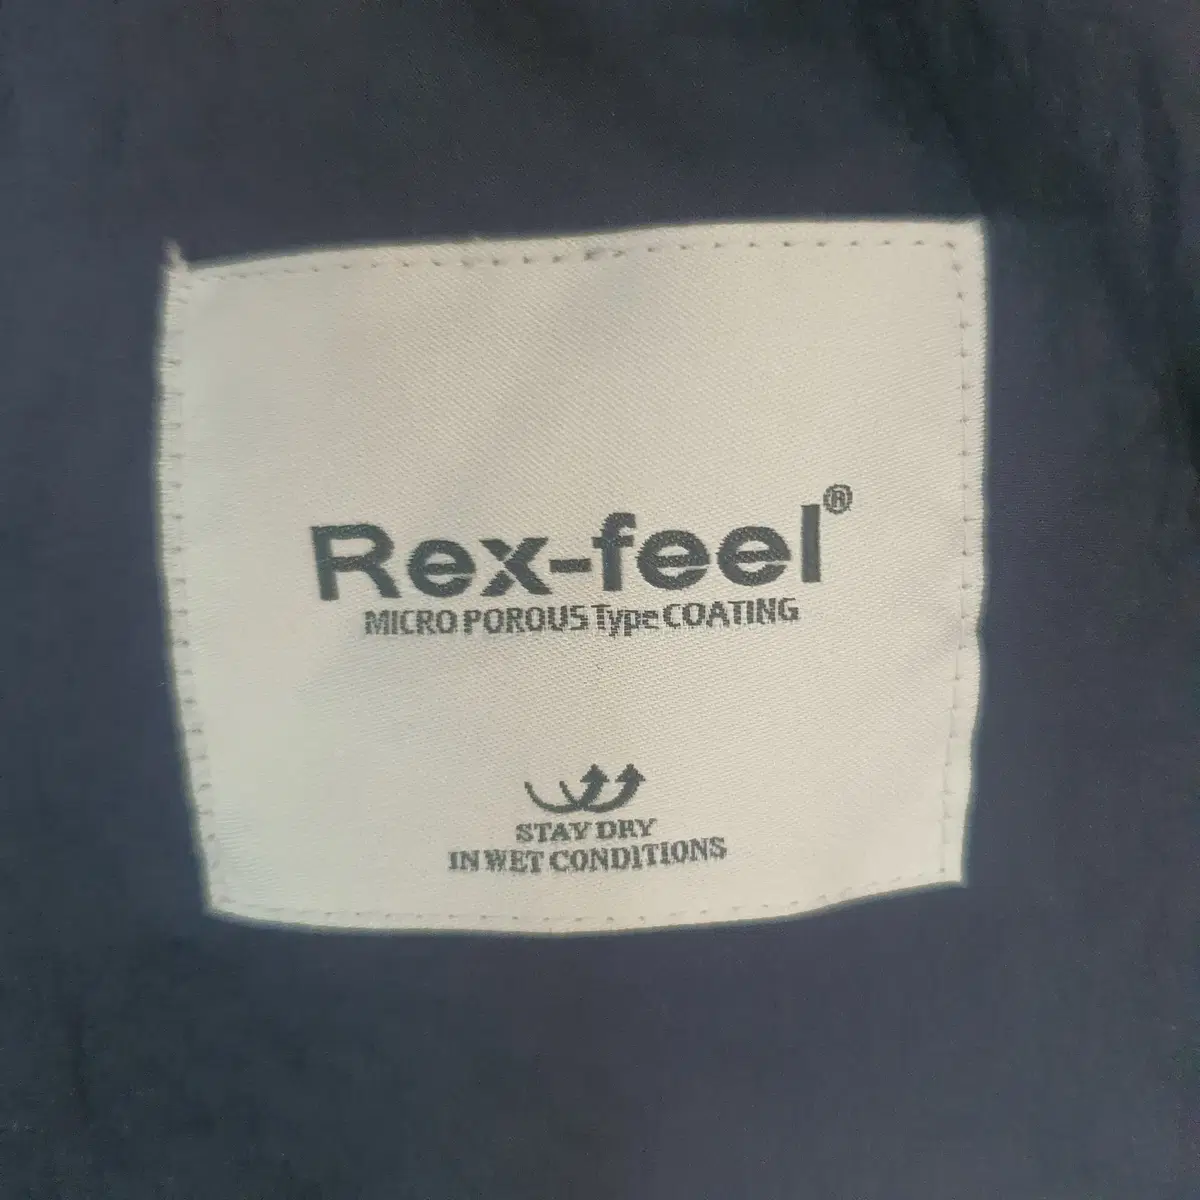 Rex-feel®
MICRO POROUS Type COATING
STAY DRY
IN WET CONDITIONS